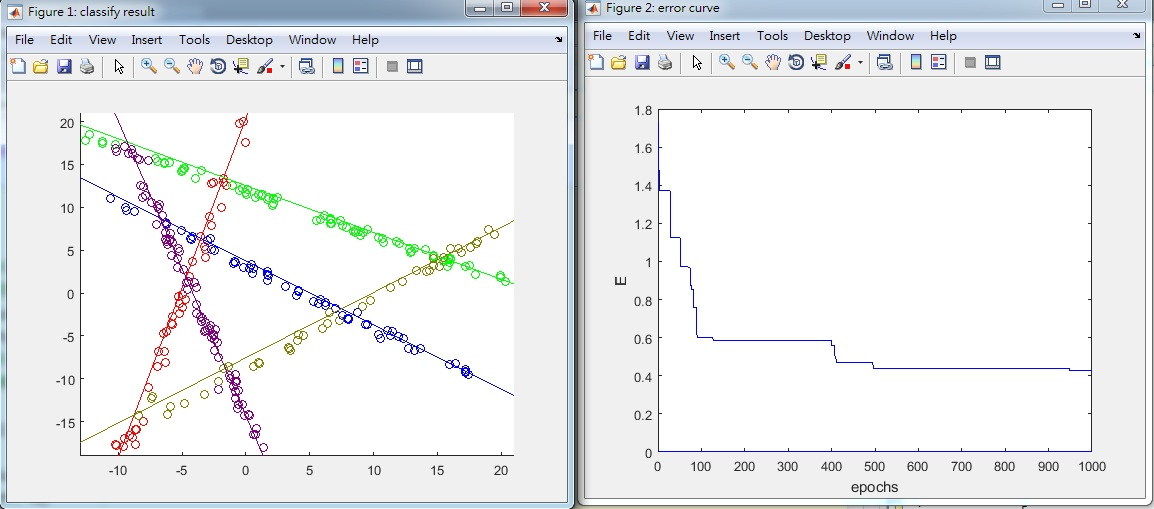 Figure 1: classify result
File Edit View Insert Tools Desktop Window Help
20
15
10
5
0
-5
-10
-15
-10 -5 0 5 10 15 20
Figure 2: error curve
File Edit View Insert Tools Desktop Window Help
1.8
1.6
1.4
1.2
1
0.8
0.6
0.4
0.2
0
E
0 100 200 300 400 500 600 700 800 900 1000
epochs